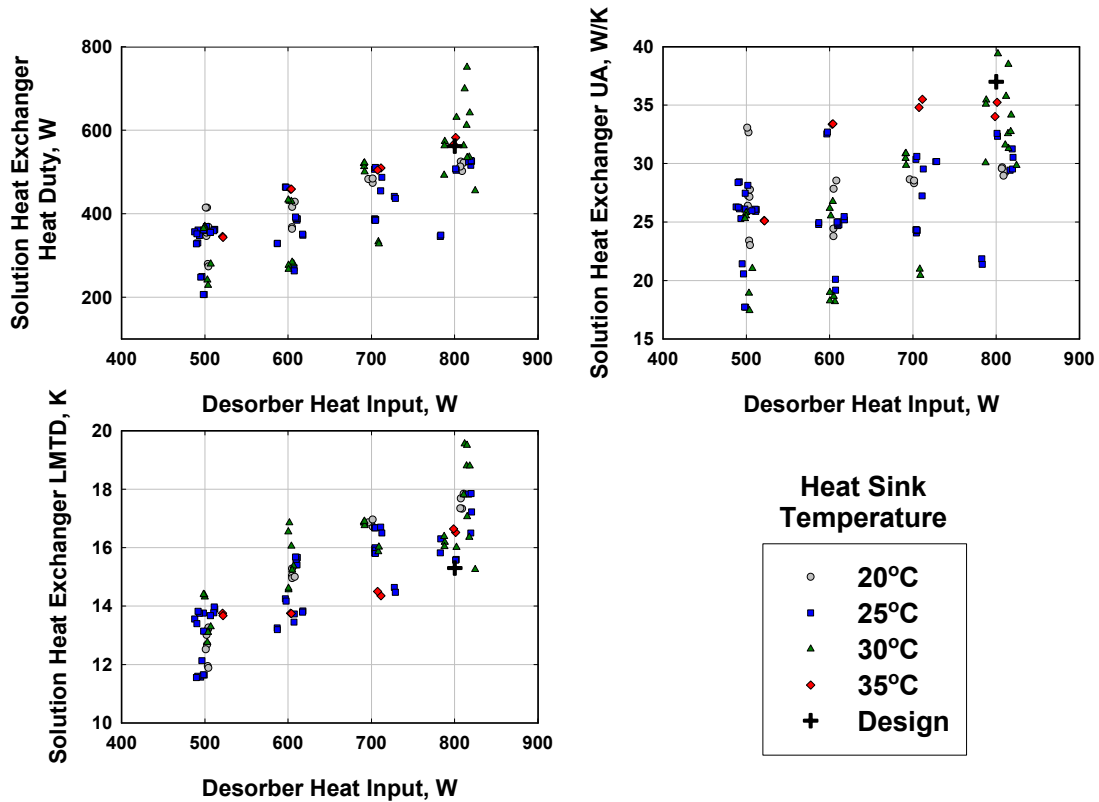 Solution Heat Exchanger
Heat Duty, W
800
600
400
200
400 500 600 700 800 900
Desorber Heat Input, W
Solution Heat Exchanger UA, W/K
40
35
30
25
20
15
400 500 600 700 800 900
Desorber Heat Input, W
Solution Heat Exchanger LMTD, K
20
18
16
14
12
10
400 500 600 700 800 900
Desorber Heat Input, W
Heat Sink
Temperature
20°C
25°C
30°C
35°C
Design